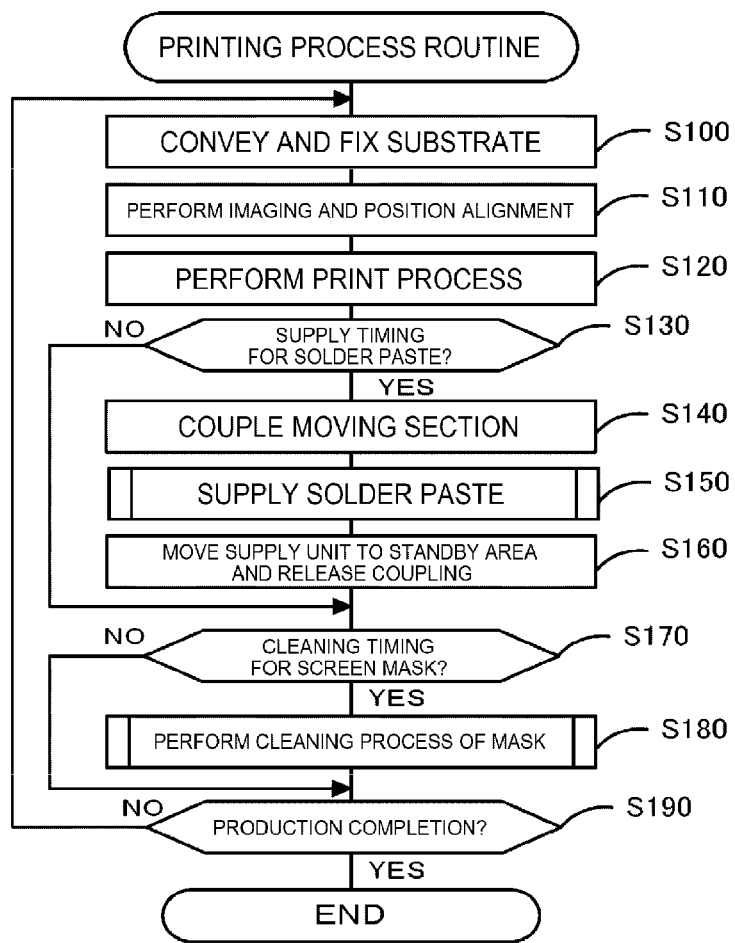 PRINTING PROCESS ROUTINE
CONVEY AND FIX SUBSTRATE
S100
PERFORM IMAGING AND POSITION ALIGNMENT
S110
PERFORM PRINT PROCESS
S120
NO
SUPPLY TIMING
FOR SOLDER PASTE?
S130
YES
COUPLE MOVING SECTION
S140
SUPPLY SOLDER PASTE
S150
MOVE SUPPLY UNIT TO STANDBY AREA
AND RELEASE COUPLING
S160
NO
CLEANING TIMING
FOR SCREEN MASK?
S170
YES
PERFORM CLEANING PROCESS OF MASK
S180
NO
PRODUCTION COMPLETION?
S190
YES
END